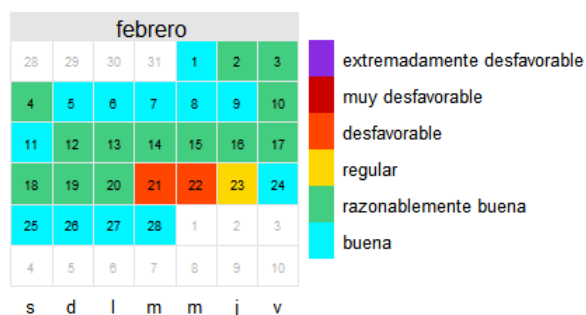 febrero
28 29 30 31 1 2 3
4 5 6 7 8 9 10
11 12 13 14 15 16 17
18 19 20 21 22 23 24
25 26 27 28 1 2 3
4 5 6 7 8 9 10
s d l m m j v
extremadamente desfavorable
muy desfavorable
desfavorable
regular
razonablemente buena
buena